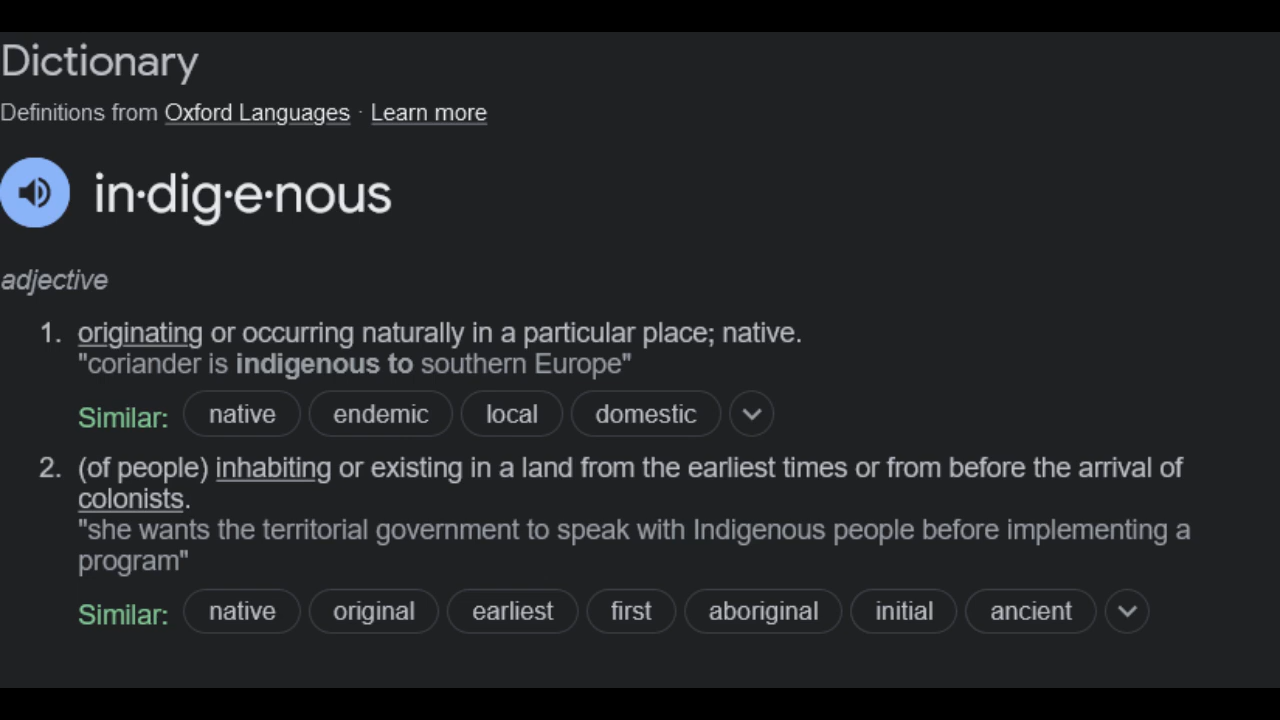 Dictionary
Definitions from Oxford Languages · Learn more
in·dig·e·nous
adjective
1. originating or occurring naturally in a particular place; native.
"coriander is indigenous to southern Europe"
Similar: native endemic local domestic
2. (of people) inhabiting or existing in a land from the earliest times or from before the arrival of
colonists.
"she wants the territorial government to speak with Indigenous people before implementing a
program"
Similar: native original earliest first aboriginal initial ancient